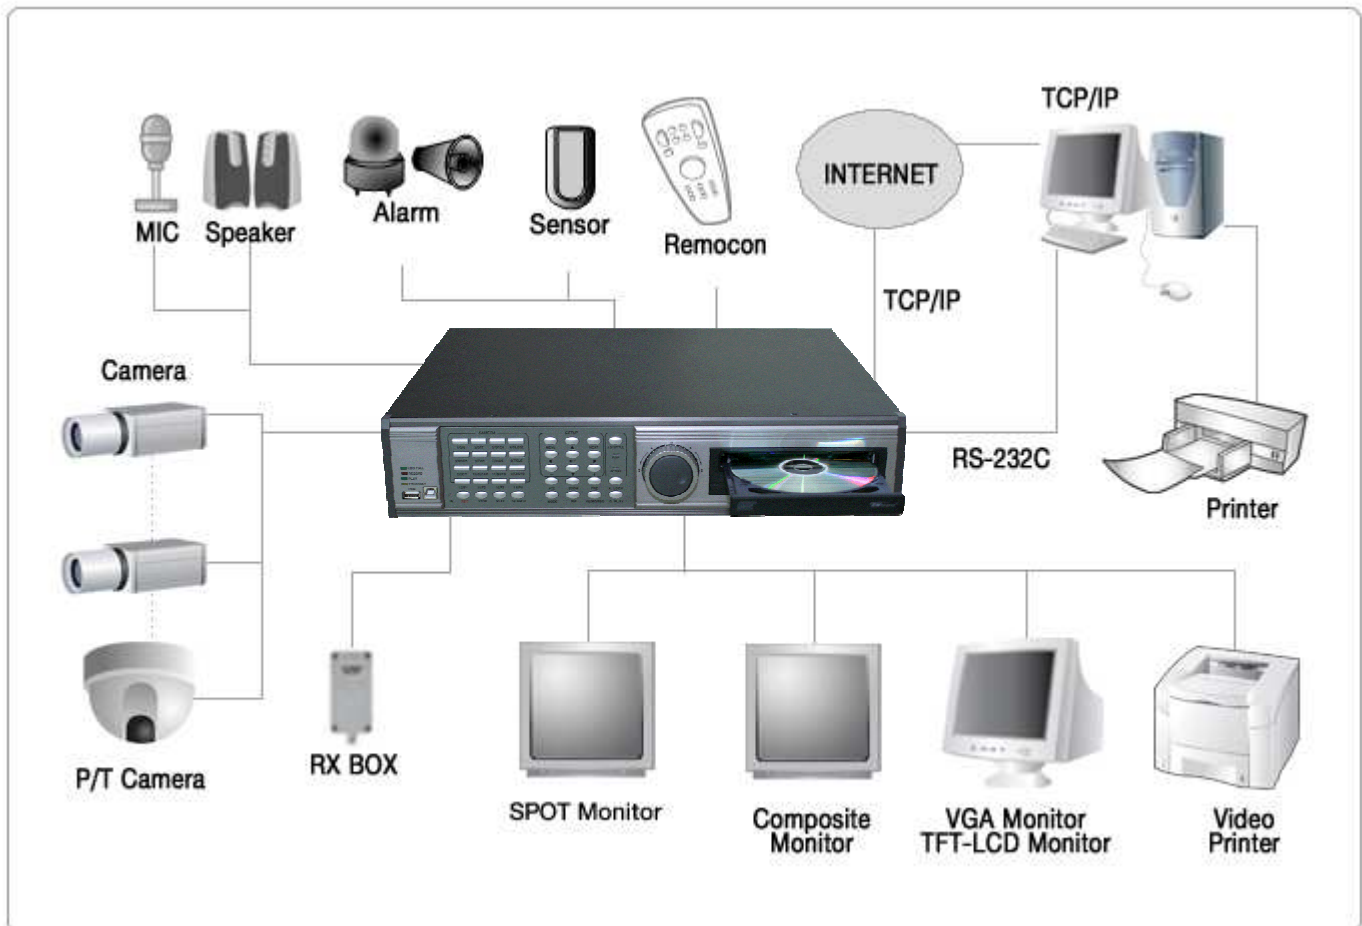 TCP/IP
INTERNET
MIC
Speaker
Alarm
Sensor
Remocon
TCP/IP
Camera
RS-232C
Printer
P/T Camera
RX BOX
SPOT Monitor
Composite
Monitor
VGA Monitor
TFT-LCD Monitor
Video
Printer